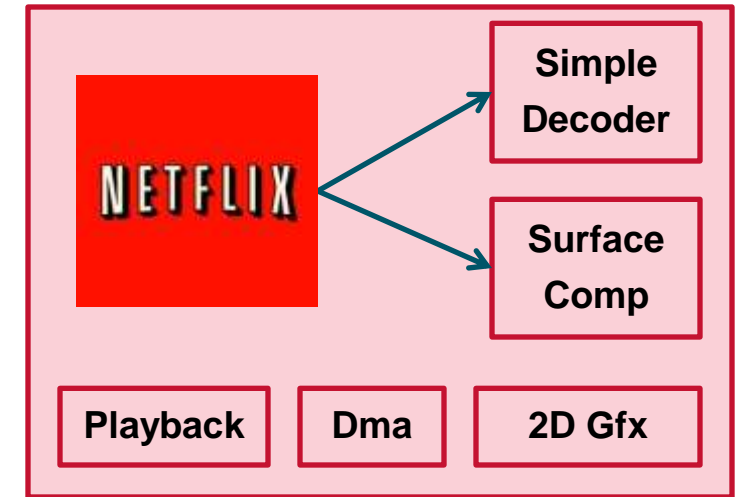 Simple
Decoder
NETFLIX
Surface
Comp
Playback
Dma
2D Gfx